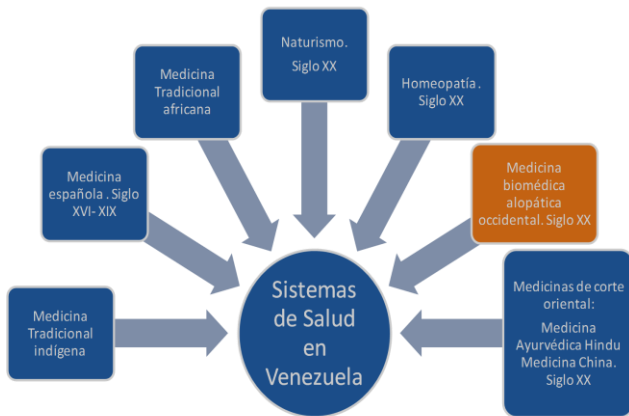 Naturismo.
Siglo XX
Medicina
Tradicional
africana
Homeopatía.
Siglo XX
Medicina
española . Siglo
XVI- XIX
Medicina
biomédica
alopática
occidental. Siglo XX
Medicina
Tradicional
indígena
Sistemas
de Salud
en
Venezuela
Medicinas de corte
oriental:
Medicina
Ayurvédica Hindu
Medicina China.
Siglo XX